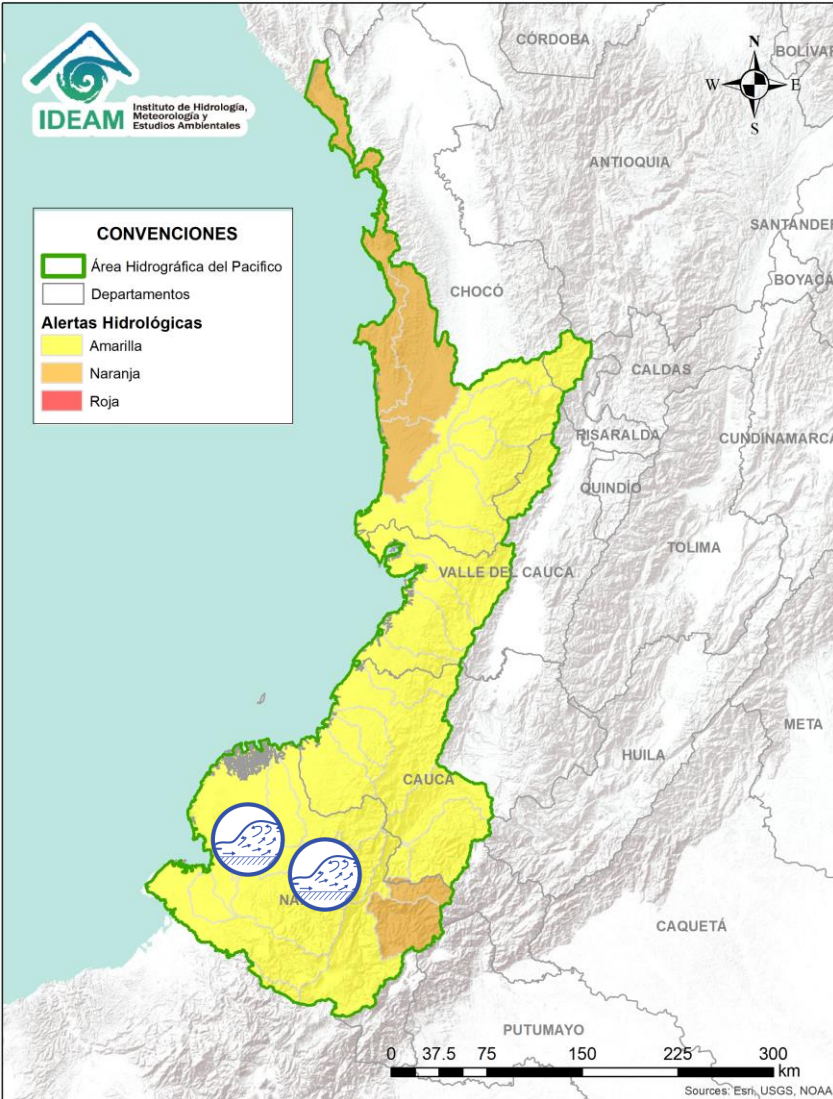 IDEAM
Instituto de Hidrología,
Meteorología y
Estudios Ambientales
CÓRDOBA
BOLÍVAR
N
W
E
S
ANTIOQUIA
SANTANDER
BOYACÁ
CONVENCIONES
Área Hidrográfica del Pacifico
Departamentos
Alertas Hidrológicas
Amarilla
Naranja
Roja
CHOCÓ
CALDAS
RISARALDA
CUNDINAMARCA
QUINDÍO
TOLIMA
VALLE DEL CAUCA
META
HUILA
CAUCA
NA
CAQUETÁ
PUTUMAYO
0 37.5 75 150 225 300
km
Sources: Esri, USGS, NOAA